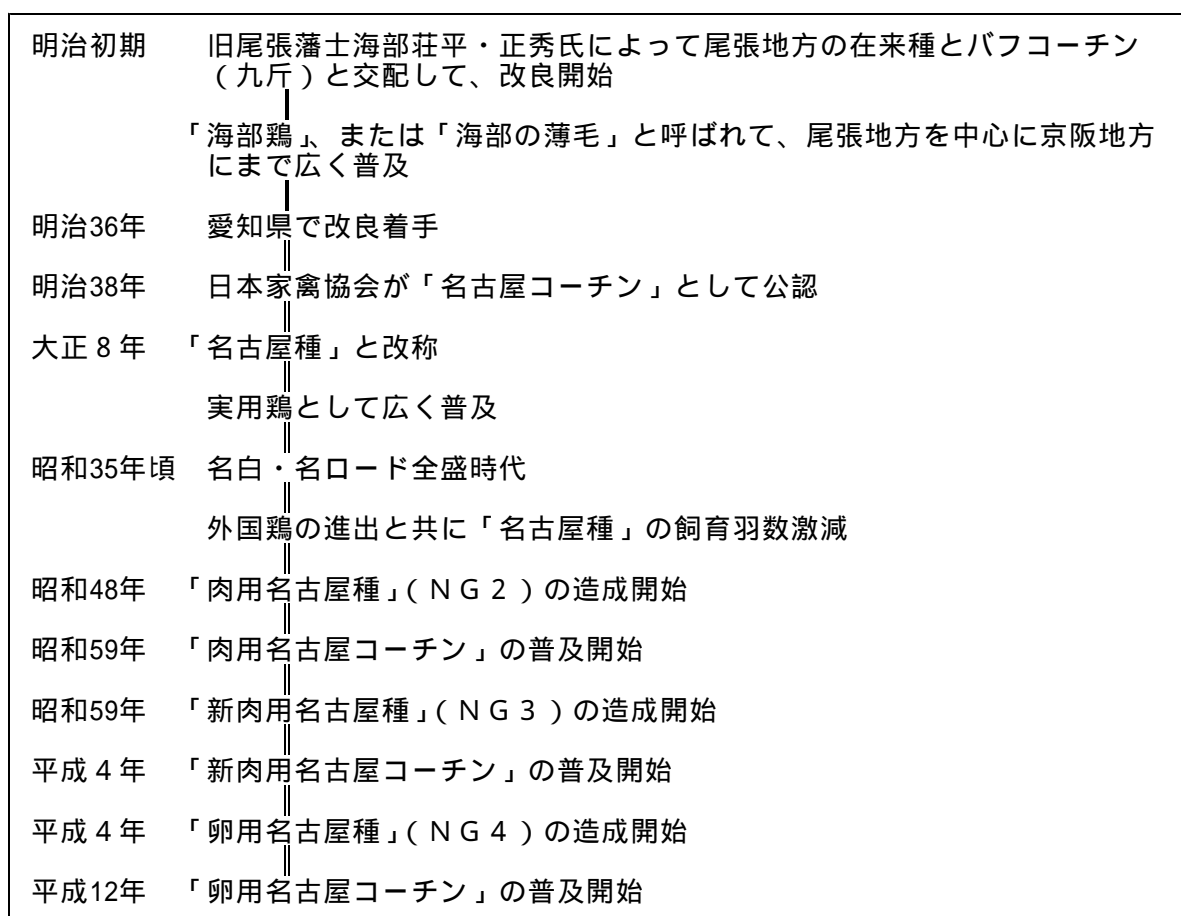 明治初期　　旧尾張藩士海部荘平・正秀氏によって尾張地方の在来種とバフコーチン
（九斤）と交配して、改良開始
「海部鶏」、または「海部の薄毛」と呼ばれて、尾張地方を中心に京阪地方
にまで広く普及
明治36年　　愛知県で改良着手
明治38年　　日本家禽協会が「名古屋コーチン」として公認
大正８年　「名古屋種」と改称
実用鶏として広く普及
昭和35年頃　名白・名ロード全盛時代
外国鶏の進出と共に「名古屋種」の飼育羽数激減
昭和48年　「肉用名古屋種」（ＮＧ２）の造成開始
昭和59年　「肉用名古屋コーチン」の普及開始
昭和59年　「新肉用名古屋種」（ＮＧ３）の造成開始
平成４年　「新肉用名古屋コーチン」の普及開始
平成４年　「卵用名古屋種」（ＮＧ４）の造成開始
平成12年　「卵用名古屋コーチン」の普及開始